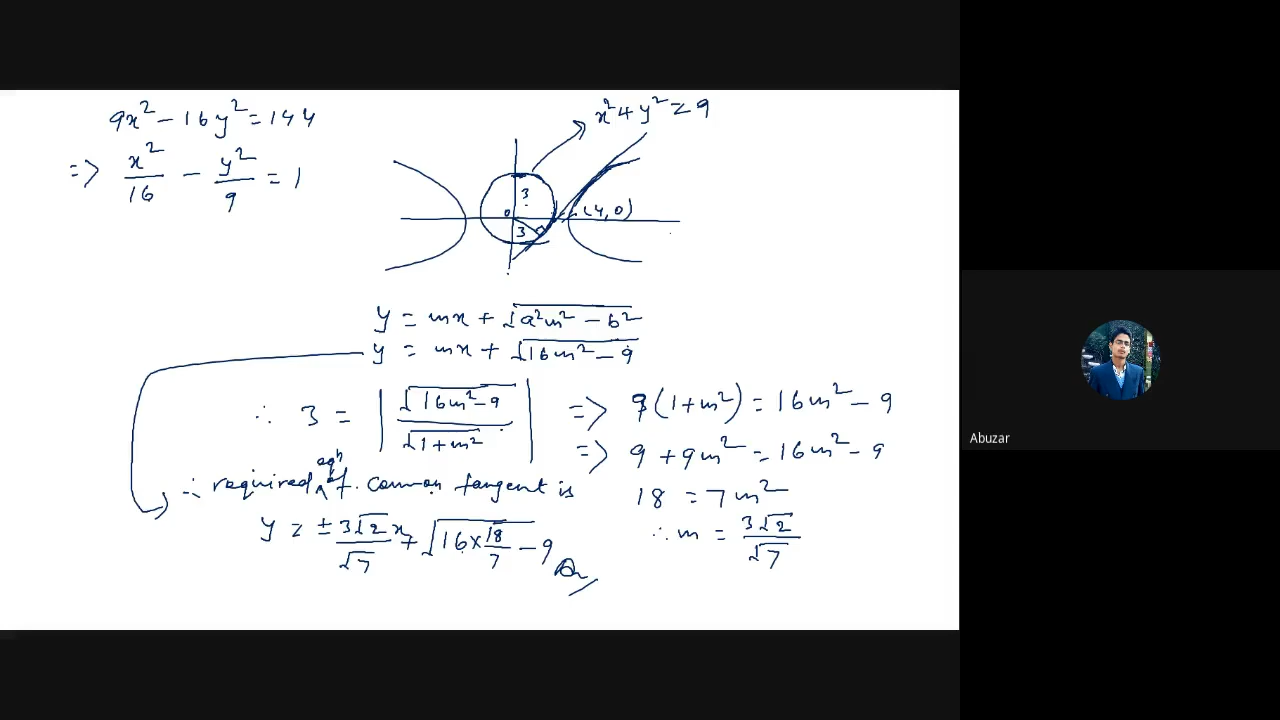 9x² - 16y² = 144
=> x²/16 - y²/9 = 1
x² + y² = 9
3
0
3
(4,0)
y = mx + √(a²m² - b²)
y = mx + √(16m² - 9)
∴ 3 = |√(16m² - 9)/√(1+m²)| => 9(1+m²) = 16m² - 9
=> 9 + 9m² = 16m² - 9
∴ required eqn of common tangent is
18 = 7m²
y = ± 3√2/√7 x + √(16 × 18/7 - 9)
∴ m = 3√2/√7
Abuzar